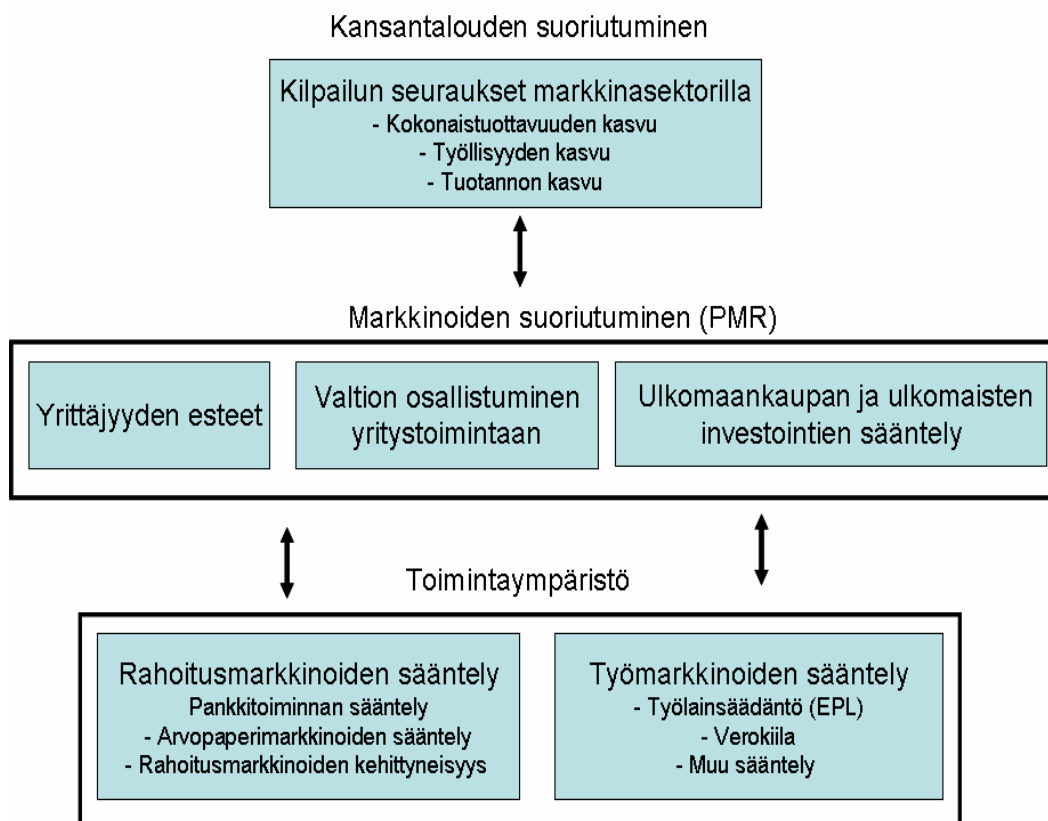 Kansantalouden suoriutuminen
Kilpailun seuraukset markkinasektorilla
- Kokonaistuottavuuden kasvu
- Työllisyyden kasvu
- Tuotannon kasvu
Markkinoiden suoriutuminen (PMR)
Yrittäjyyden esteet
Valtion osallistuminen
yritystoimintaan
Ulkomaankaupan ja ulkomaisten
investointien sääntely
Toimintaympäristö
Rahoitusmarkkinoiden sääntely
Pankkitoiminnan sääntely
- Arvopaperimarkkinoiden sääntely
- Rahoitusmarkkinoiden kehittyneisyys
Työmarkkinoiden sääntely
- Työlainsäädäntö (EPL)
- Verokiila
- Muu sääntely